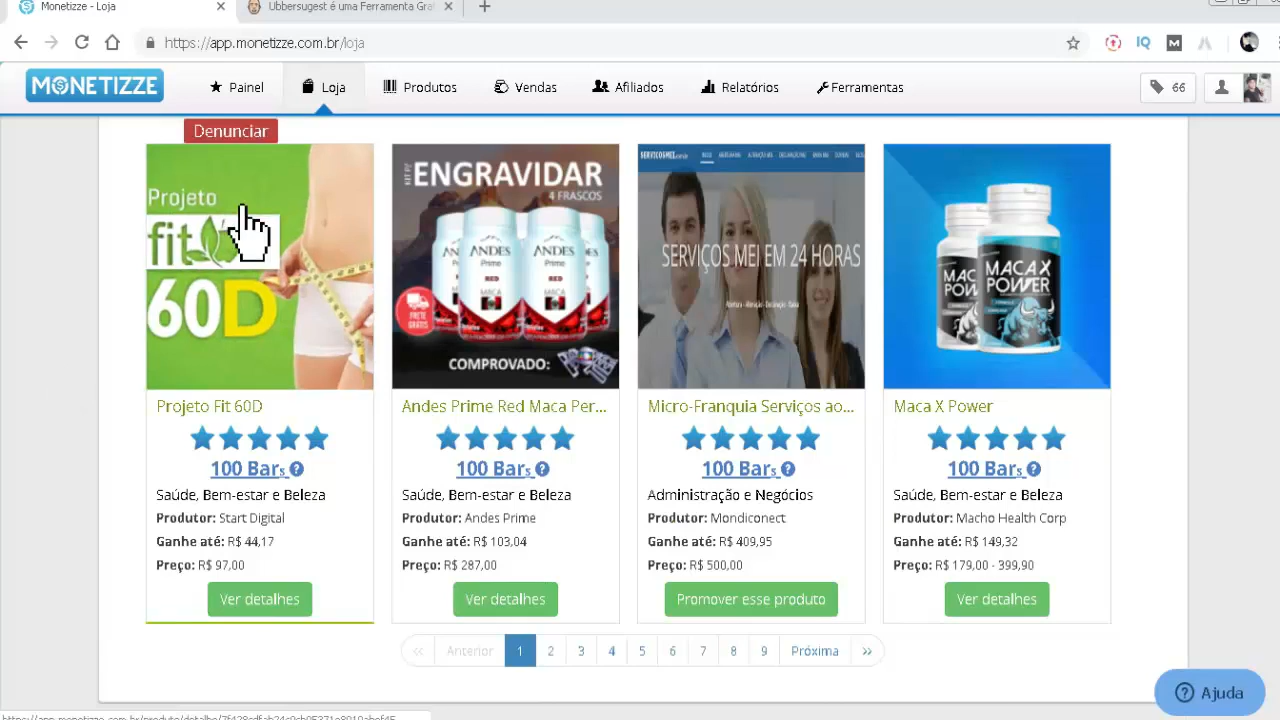 Monetizze - Loja
Ubbersugest é uma Ferramenta Gra
https://app.monetizze.com.br/loja
IQ
M
MONETIZZE
Painel
Loja
Produtos
Vendas
Afiliados
Relatórios
Ferramentas
66
Denunciar
Projeto
fit
60D
ENGRAVIDAR
4 FRASCOS
ANDES
Prime
RED
MACA
ANDES
Prime
RED
MACA
FRETE
GRÁTIS
COMPROVADO:
SERVIÇOS MEI EM 24 HORAS
MACA
POW
MACA X
POWER
Projeto Fit 60D
100 Bars
Saúde, Bem-estar e Beleza
Produtor: Start Digital
Ganhe até: R$ 44,17
Preço: R$ 97,00
Ver detalhes
Andes Prime Red Maca Per...
100 Bars
Saúde, Bem-estar e Beleza
Produtor: Andes Prime
Ganhe até: R$ 103,04
Preço: R$ 287,00
Ver detalhes
Micro-Franquia Serviços ao...
100 Bars
Administração e Negócios
Produtor: Mondiconect
Ganhe até: R$ 409,95
Preço: R$ 500,00
Promover esse produto
Maca X Power
100 Bars
Saúde, Bem-estar e Beleza
Produtor: Macho Health Corp
Ganhe até: R$ 149,32
Preço: R$ 179,00 - 399,90
Ver detalhes
« Anterior 1 2 3 4 5 6 7 8 9 Próxima »
Ajuda